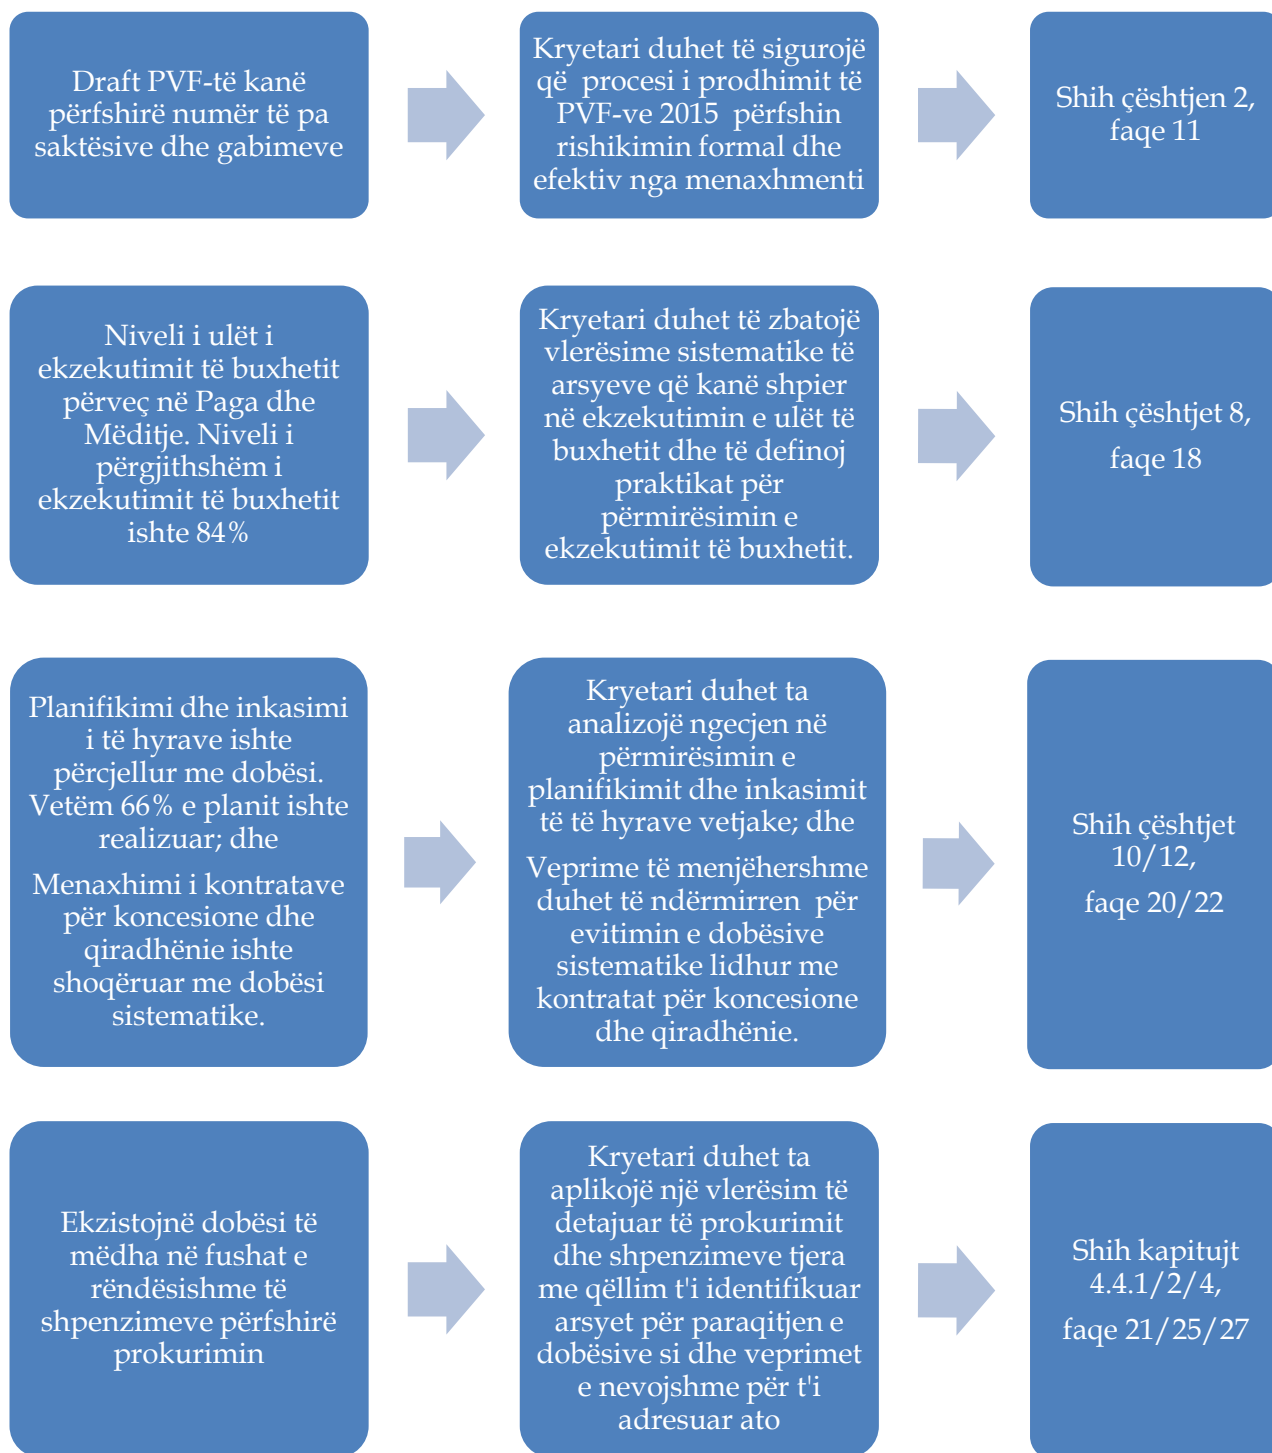 Draft PVF-të kanë
përfshirë numër të pa
saktësive dhe gabimeve
Kryetari duhet të sigurojë
që procesi i prodhimit të
PVF-ve 2015 përfshin
rishikimin formal dhe
efektiv nga menaxhmenti
Shih çështjen 2,
faqe 11
Niveli i ulët i
ekzekutimit të buxhetit
përveç në Paga dhe
Mëditje. Niveli i
përgjithshëm i
ekzekutimit të buxhetit
ishte 84%
Kryetari duhet të zbatojë
vlerësime sistematike të
arsyeve që kanë shpier
në ekzekutimin e ulët të
buxhetit dhe të definoj
praktikat për
përmirësimin e
ekzekutimit të buxhetit.
Shih çështjet 8,
faqe 18
Planifikimi dhe inkasimi
i të hyrave ishte
përcjellur me dobësi.
Vetëm 66% e planit ishte
realizuar; dhe
Menaxhimi i kontratave
për koncesione dhe
qiradhënie ishte
shoqëruar me dobësi
sistematike.
Kryetari duhet ta
analizojë ngecjen në
përmirësimin e
planifikimit dhe inkasimit
të të hyrave vetjake; dhe
Veprime të menjëhershme
duhet të ndërmirren për
evitimin e dobësive
sistematike lidhur me
kontratat për koncesione
dhe qiradhënie.
Shih çështjet
10/12,
faqe 20/22
Ekzistojnë dobësi të
mëdha në fushat e
rëndësishme të
shpenzimeve përfshirë
prokurimin
Kryetari duhet ta
aplikojë një vlerësim të
detajuar të prokurimit
dhe shpenzimeve tjera
me qëllim t'i identifikuar
arsyet për paraqitjen e
dobësive si dhe veprimet
e nevojshme për t'i
adresuar ato
Shih kapitujt
4.4.1/2/4,
faqe 21/25/27